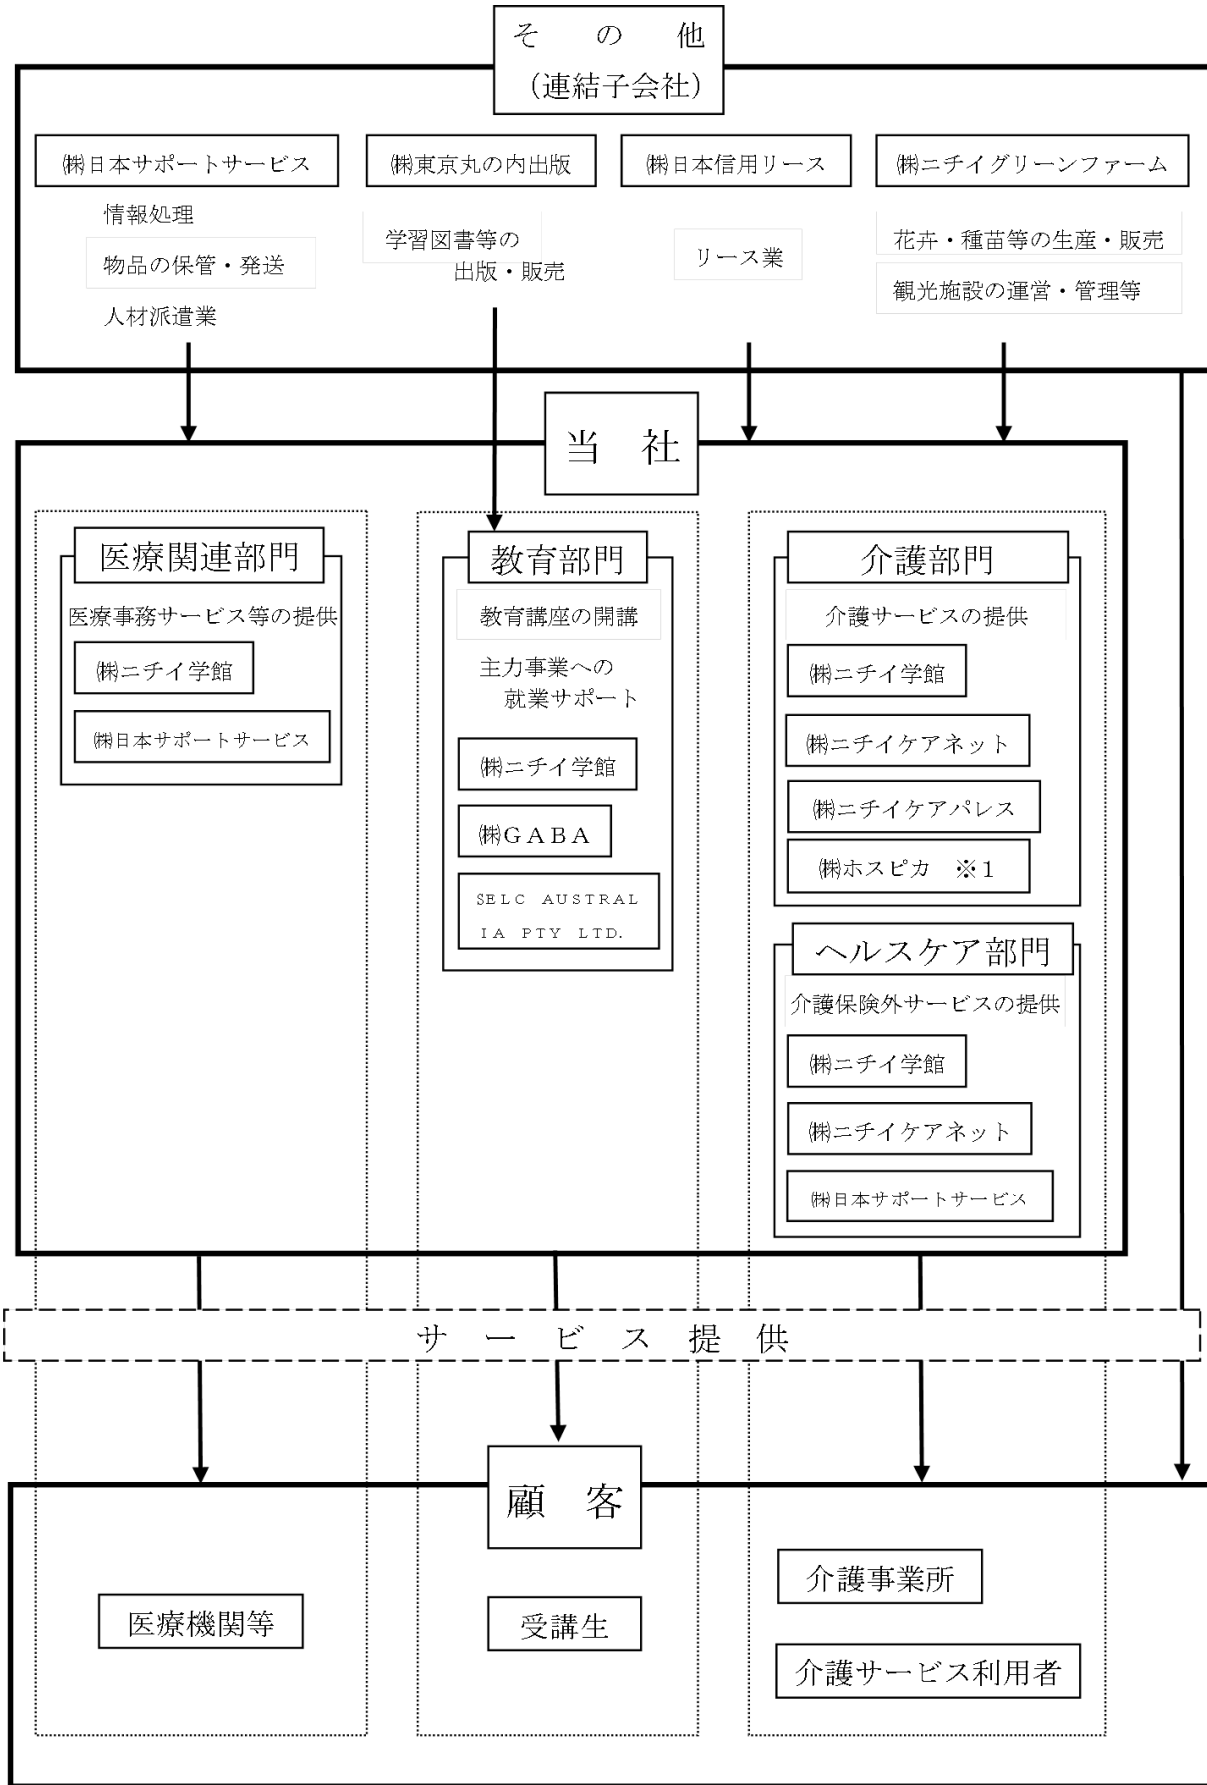 そ　の　他
（連結子会社）
㈱日本サポートサービス
情報処理
物品の保管・発送
人材派遣業
㈱東京丸の内出版
学習図書等の
出版・販売
㈱日本信用リース
リース業
㈱ニチイグリーンファーム
花卉・種苗等の生産・販売
観光施設の運営・管理等
当　社
医療関連部門
医療事務サービス等の提供
㈱ニチイ学館
㈱日本サポートサービス
教育部門
教育講座の開講
主力事業への
就業サポート
㈱ニチイ学館
㈱ＧＡＢＡ
SELC AUSTRAL
IA PTY LTD.
介護部門
介護サービスの提供
㈱ニチイ学館
㈱ニチイケアネット
㈱ニチイケアパレス
㈱ホスピカ　※１
ヘルスケア部門
介護保険外サービスの提供
㈱ニチイ学館
㈱ニチイケアネット
㈱日本サポートサービス
サ　ー　ビ　ス　提　供
顧　客
医療機関等
受講生
介護事業所
介護サービス利用者